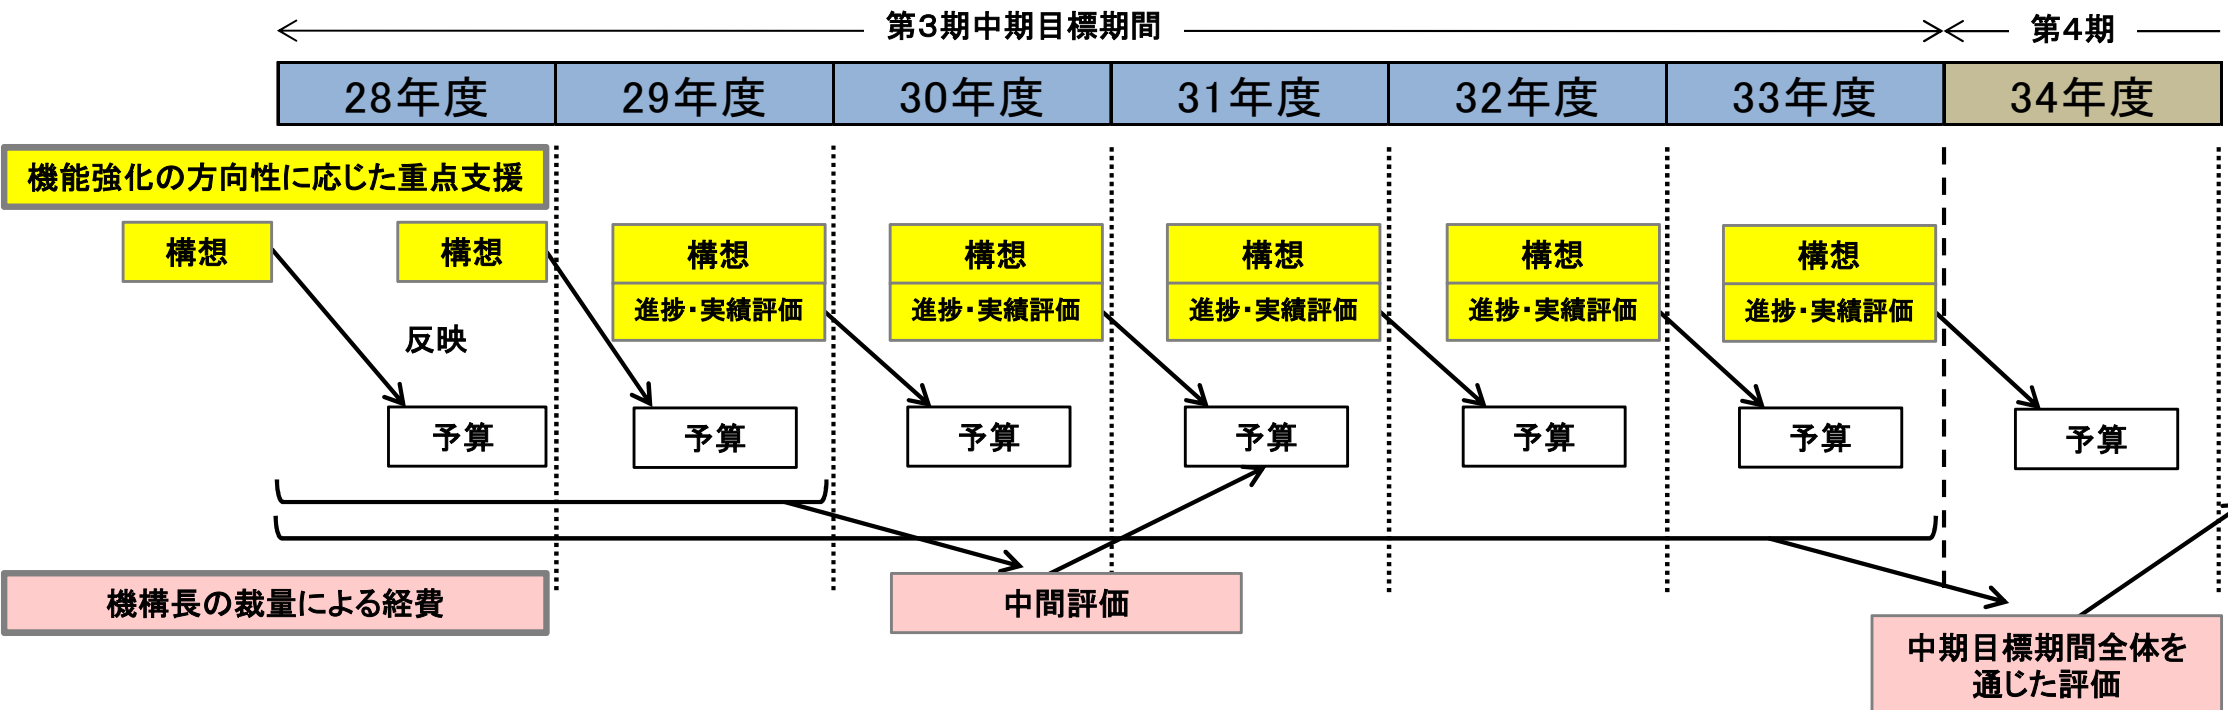 第3期中期目標期間
第4期
28年度
29年度
30年度
31年度
32年度
33年度
34年度
機能強化の方向性に応じた重点支援
構想
構想
構想
構想
構想
構想
構想
進捗・実績評価
進捗・実績評価
進捗・実績評価
進捗・実績評価
進捗・実績評価
反映
予算
予算
予算
予算
予算
予算
予算
機構長の裁量による経費
中間評価
中期目標期間全体を
通じた評価